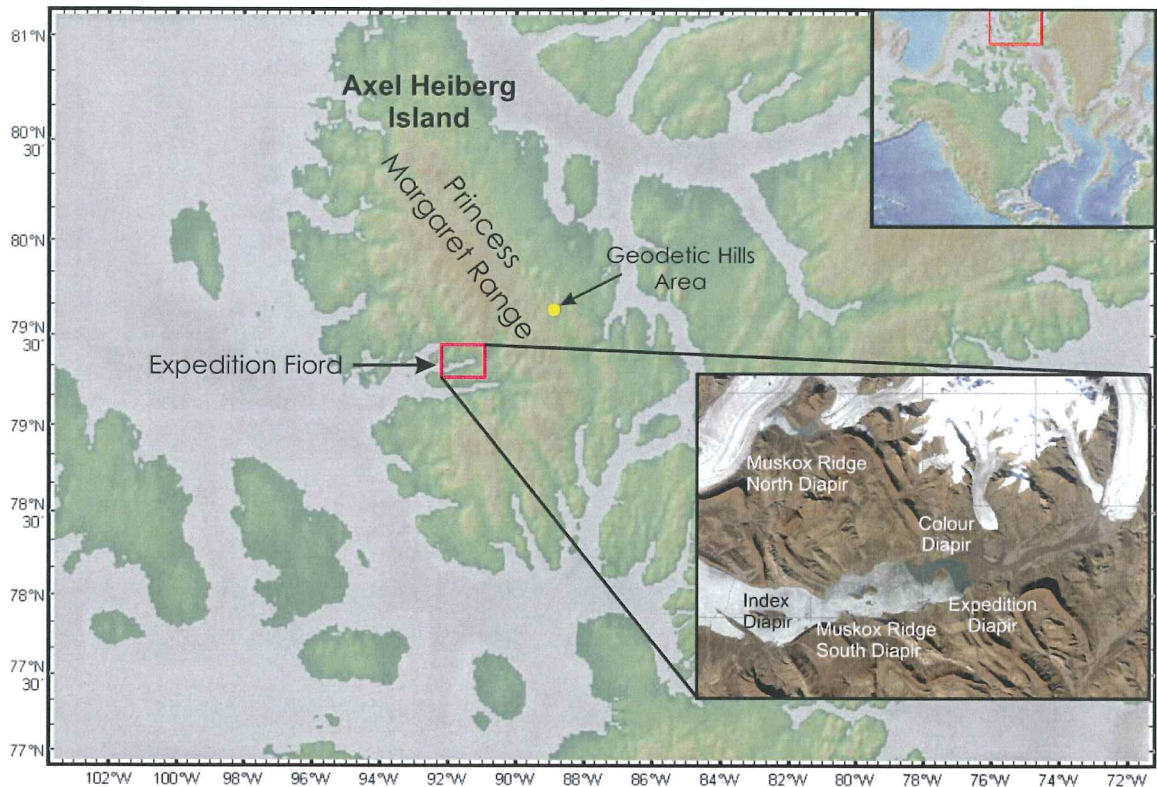 81°N
80°N
30'
80°N
79°N
30'
79°N
78°N
30'
78°N
77°N
30'
77°N
Axel Heiberg
Island
Princess
Margaret Range
Geodetic Hills
Area
Expedition Fiord
Muskox Ridge
North Diapir
Colour
Diapir
Index
Diapir
Expedition
Diapir
Muskox Ridge
South Diapir
102°W
100°W
98°W
96°W
94°W
92°W
90°W
88°W
86°W
84°W
82°W
80°W
78°W
76°W
74°W
72°W